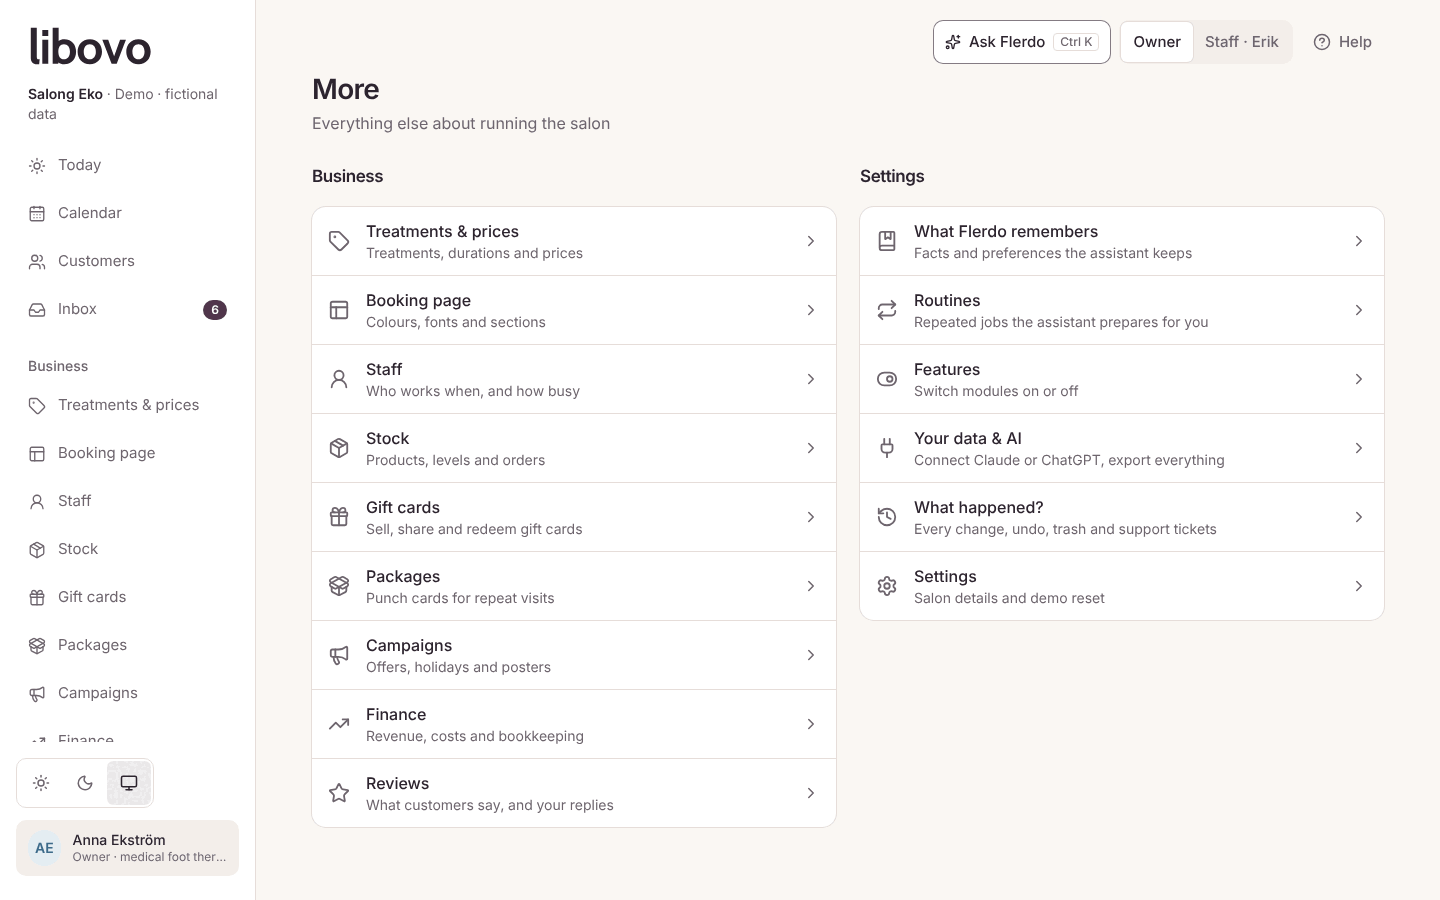 libovo
Salong Eko · Demo · fictional
data
Today
Calendar
Customers
Inbox 6
Business
Treatments & prices
Booking page
Staff
Stock
Gift cards
Packages
Campaigns
Finance
AE
Anna Ekström
Owner · medical foot ther...
Ask Flerdo Ctrl K
Owner
Staff · Erik
Help
More
Everything else about running the salon
Business
Treatments & prices
Treatments, durations and prices
Booking page
Colours, fonts and sections
Staff
Who works when, and how busy
Stock
Products, levels and orders
Gift cards
Sell, share and redeem gift cards
Packages
Punch cards for repeat visits
Campaigns
Offers, holidays and posters
Finance
Revenue, costs and bookkeeping
Reviews
What customers say, and your replies
Settings
What Flerdo remembers
Facts and preferences the assistant keeps
Routines
Repeated jobs the assistant prepares for you
Features
Switch modules on or off
Your data & AI
Connect Claude or ChatGPT, export everything
What happened?
Every change, undo, trash and support tickets
Settings
Salon details and demo reset